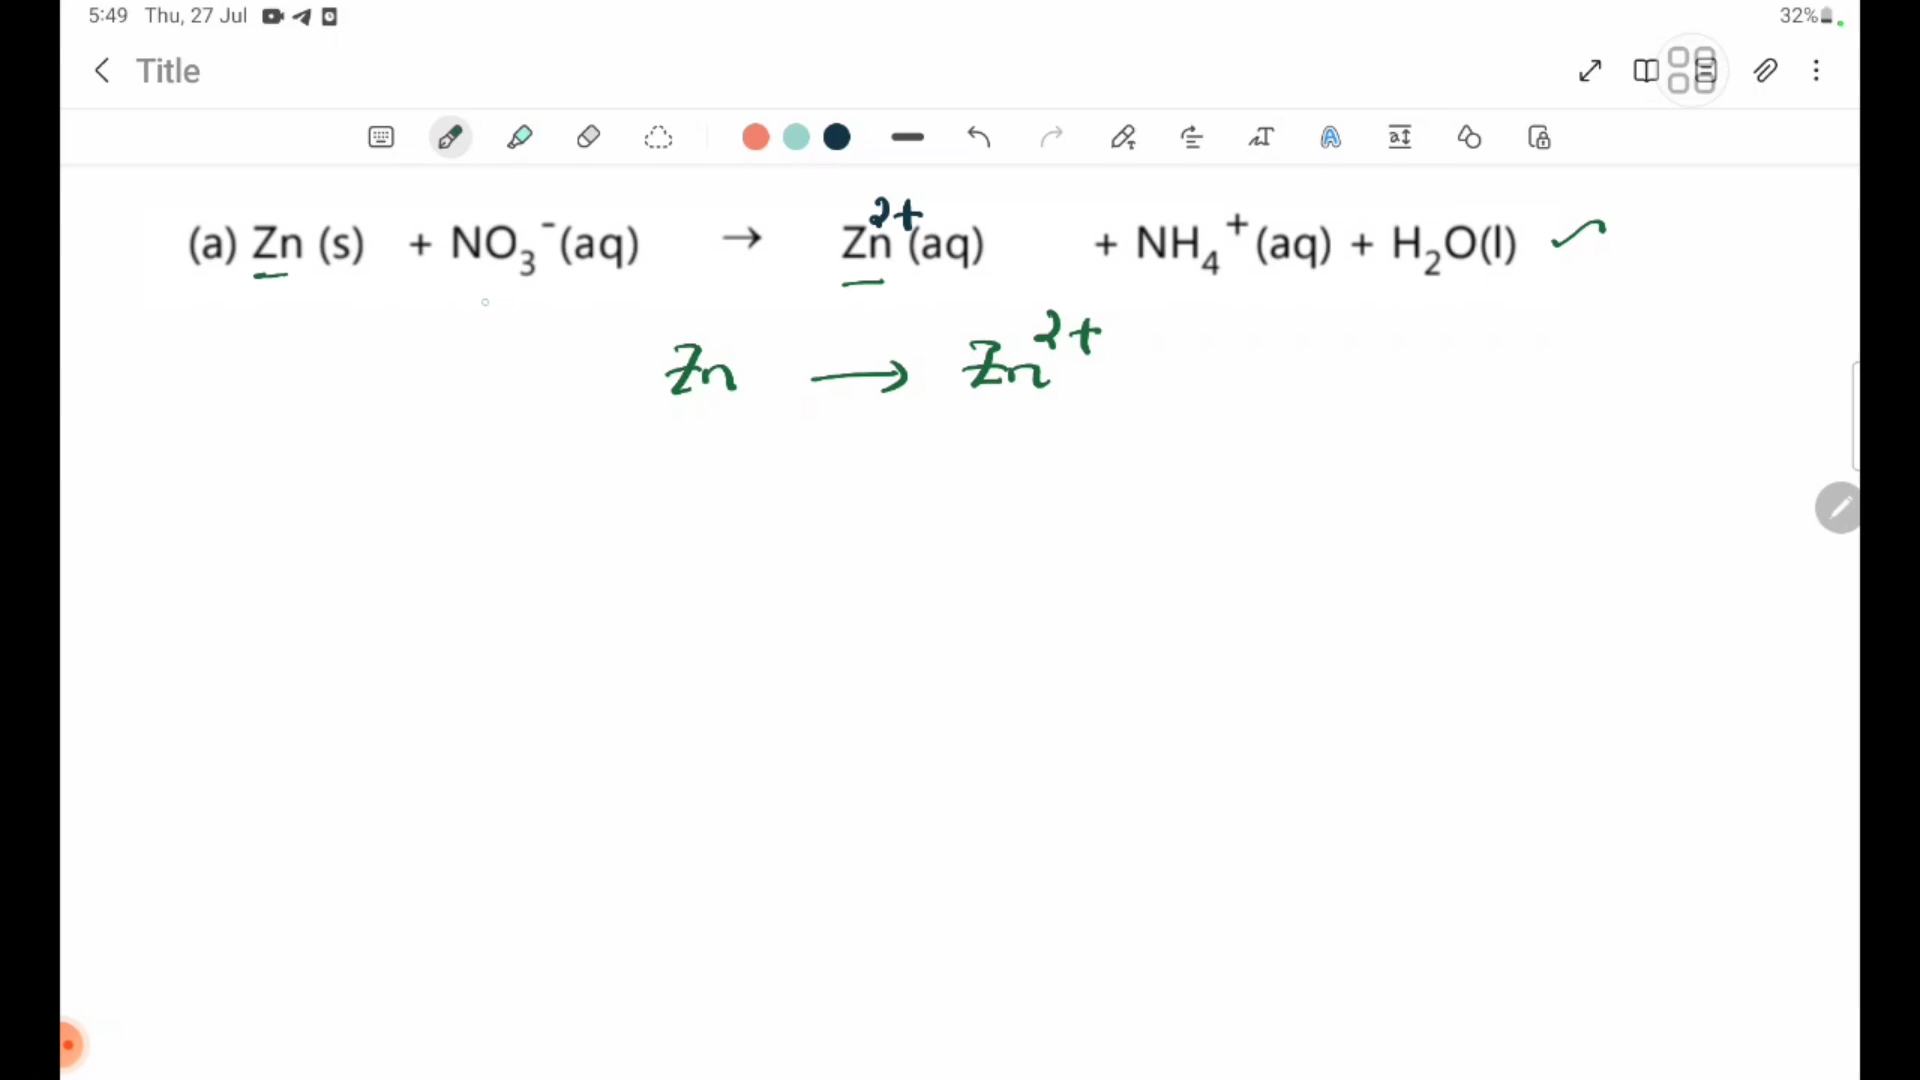 5:49 Thu, 27 Jul 32%
Title
(a) Zn (s) + NO₃⁻(aq) → Zn²⁺(aq) + NH₄⁺(aq) + H₂O(l)
Zn → Zn²⁺